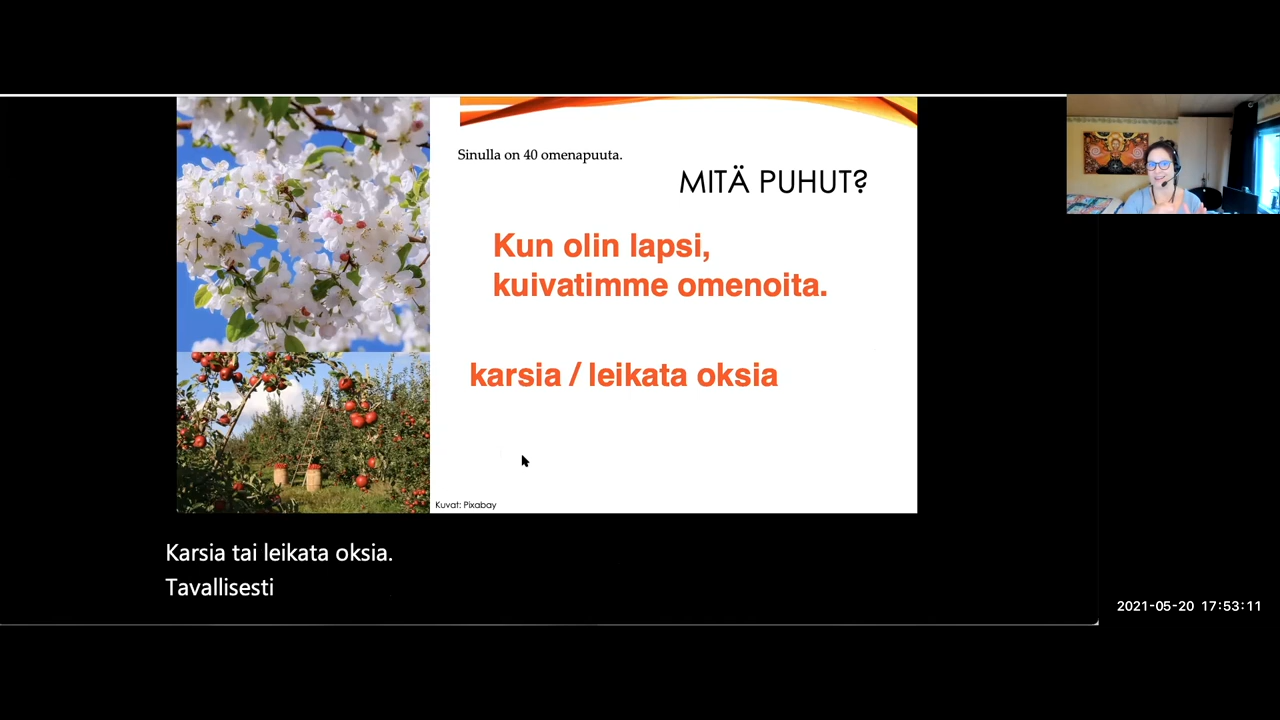 Sinulla on 40 omenapuuta.
MITÄ PUHUT?
Kun olin lapsi,
kuivatimme omenoita.
karsia / leikata oksia
Kuvat: Pixabay
Karsia tai leikata oksia.
Tavallisesti
2021-05-20 17:53:11